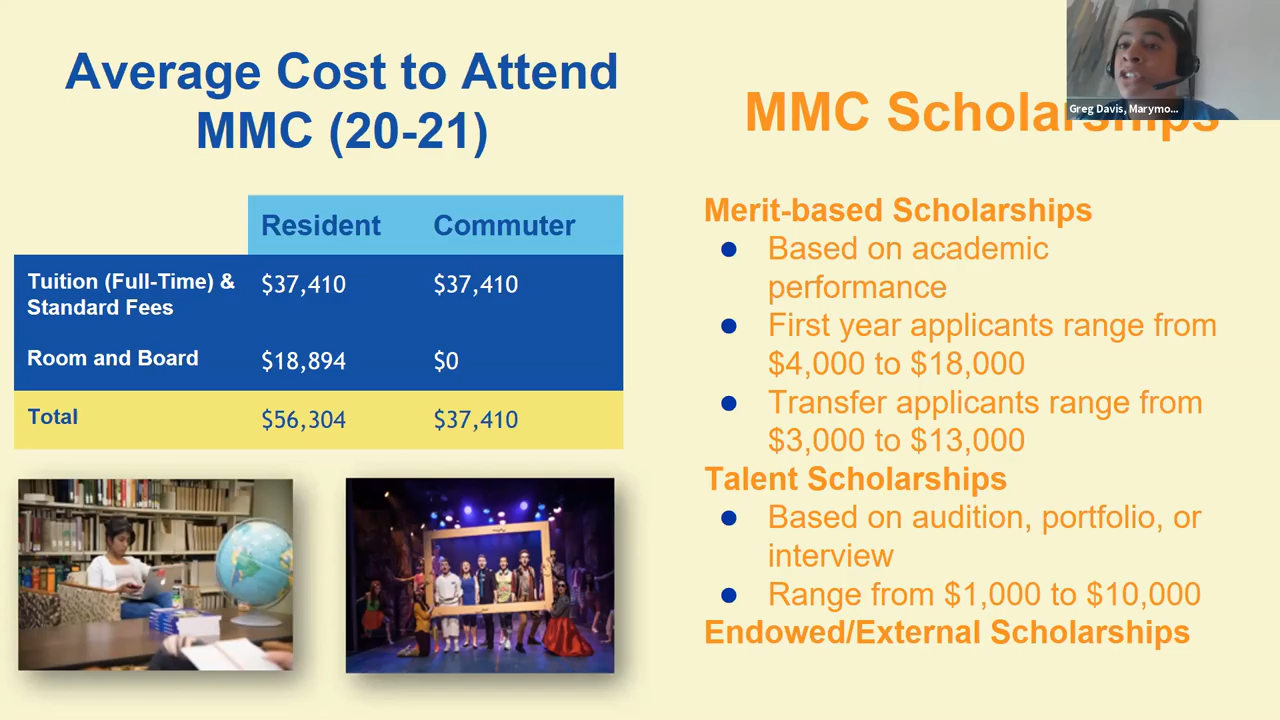 Average Cost to Attend
MMC (20-21)
Resident Commuter
Tuition (Full-Time) & $37,410 $37,410
Standard Fees
Room and Board $18,894 $0
Total $56,304 $37,410
Greg Davis, Marymo...
MMC Scholarships
Merit-based Scholarships
● Based on academic
performance
● First year applicants range from
$4,000 to $18,000
● Transfer applicants range from
$3,000 to $13,000
Talent Scholarships
● Based on audition, portfolio, or
interview
● Range from $1,000 to $10,000
Endowed/External Scholarships